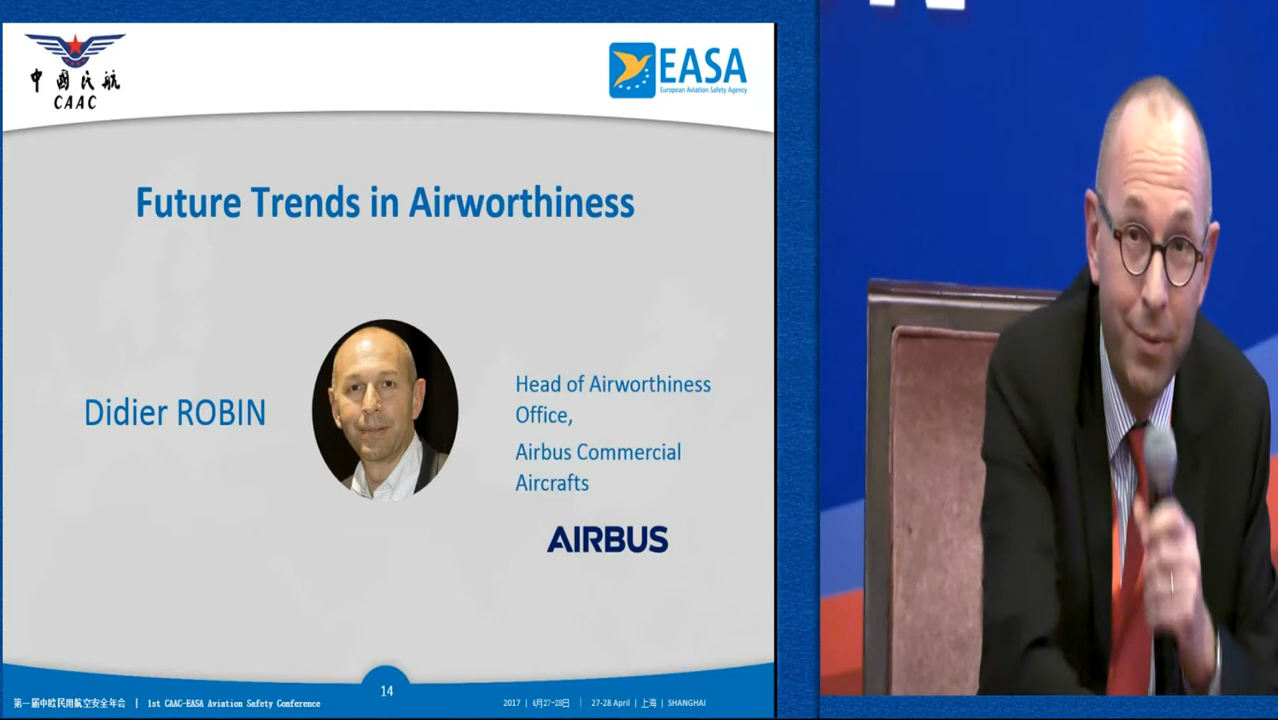 中國民航
CAAC
EASA
European Aviation Safety Agency
Future Trends in Airworthiness
Didier ROBIN
Head of Airworthiness
Office,
Airbus Commercial
Aircrafts
AIRBUS
14
第一届中欧民用航空安全年会 | 1st CAAC-EASA Aviation Safety Conference
2017 | 4月27-28日 | 27-28 April | 上海 | SHANGHAI